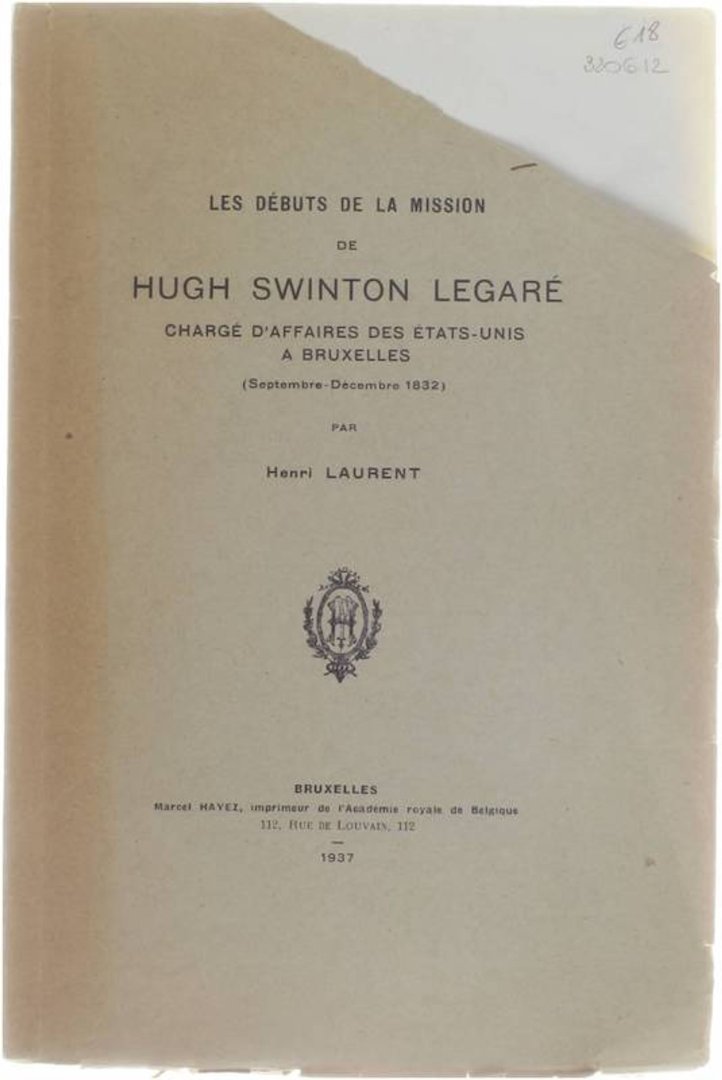 618
320612
LES DÉBUTS DE LA MISSION
DE
HUGH SWINTON LEGARÉ
CHARGÉ D'AFFAIRES DES ÉTATS-UNIS
A BRUXELLES
(Septembre-Décembre 1832)
PAR
Henri LAURENT
BRUXELLES
Marcel HAYEZ, imprimeur de l'Académie royale de Belgique
112, RUE DE LOUVAIN, 112
1937